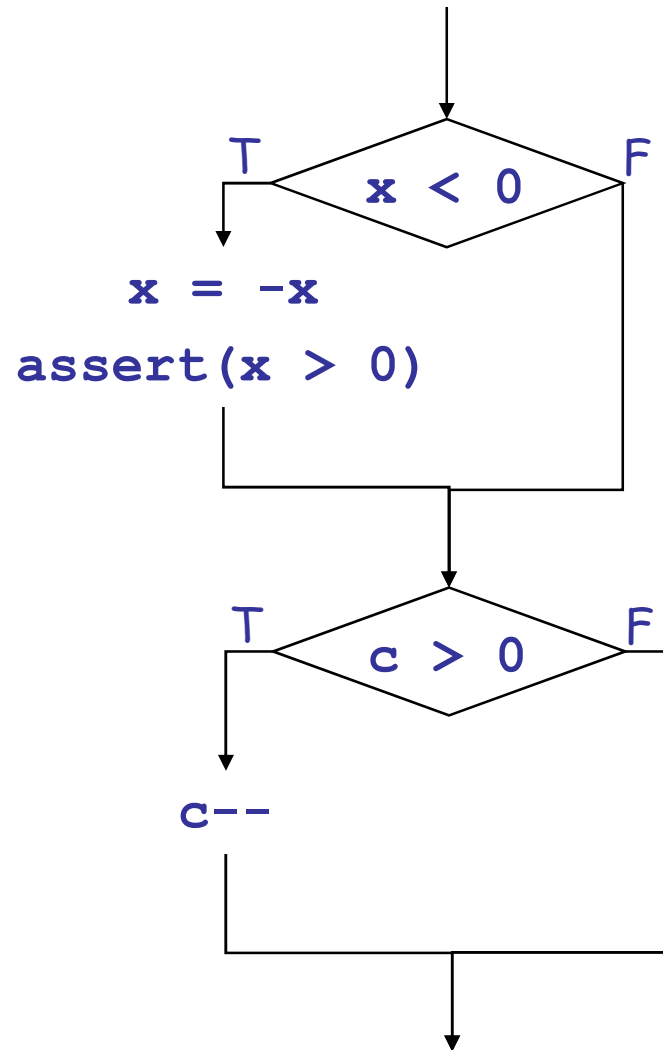 T
F
x < 0
x = -x
assert(x > 0)
T
F
c > 0
c--